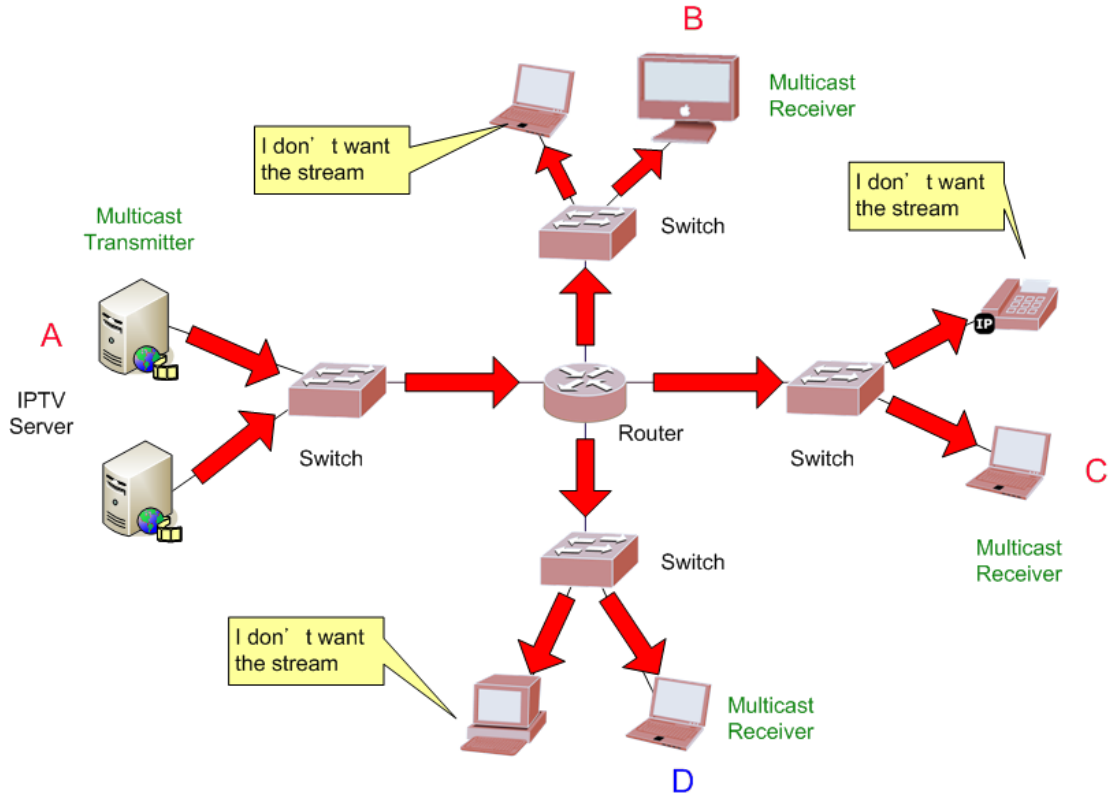 B
Multicast
Receiver
I don’ t want
the stream
I don’ t want
the stream
Switch
Multicast
Transmitter
A
IP
IPTV
Server
Switch
Router
Switch
C
Switch
Multicast
Receiver
I don’ t want
the stream
Multicast
Receiver
D